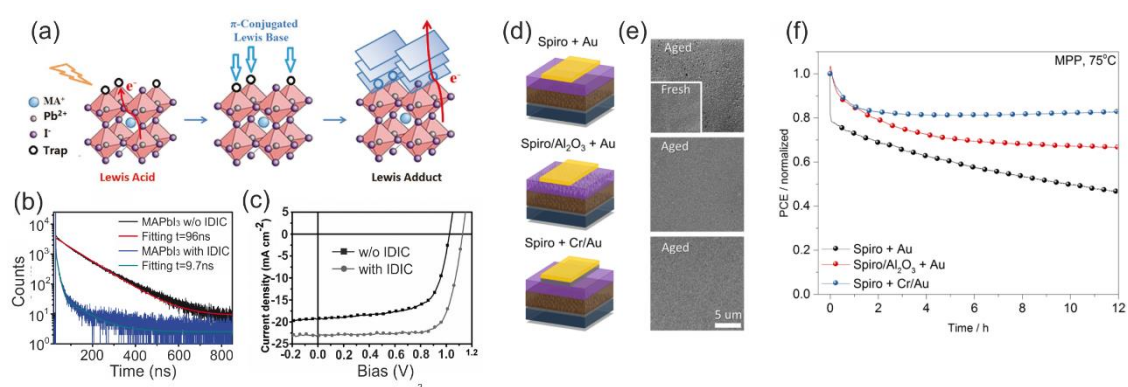 (a)
π-Conjugated
Lewis Base
e⁻
e⁻
MA⁺
Pb²⁺
I⁻
Trap
Lewis Acid
Lewis Adduct
(b)
Counts
10⁴
10³
10²
10¹
10⁰
MAPbI₃ w/o IDIC
Fitting t=96ns
MAPbI₃ with IDIC
Fitting t=9.7ns
200 400 600 800
Time (ns)
(c)
Current density (mA cm⁻²)
5
0
-5
-10
-15
-20
-25
-30
w/o IDIC
with IDIC
-0.2 0.0 0.2 0.4 0.6 0.8 1.0 1.2
Bias (V)
(d)
Spiro + Au
Spiro/Al₂O₃ + Au
Spiro + Cr/Au
(e)
Aged
Fresh
Aged
Aged
5 um
(f)
MPP, 75°C
PCE / normalized
1.0
0.8
0.6
0.4
0.2
0.0
Spiro + Au
Spiro/Al₂O₃ + Au
Spiro + Cr/Au
0 2 4 6 8 10 12
Time / h